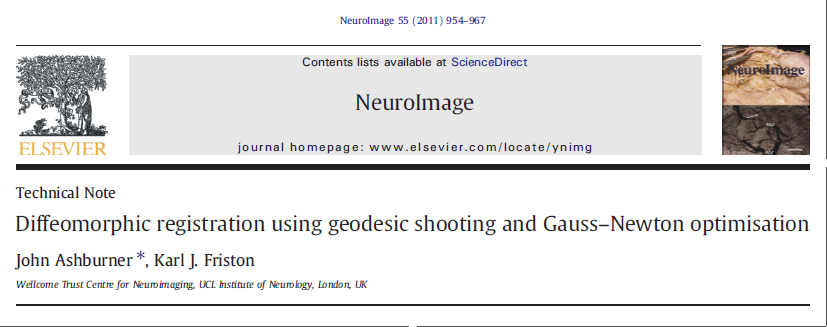 NeuroImage 55 (2011) 954–967
Contents lists available at ScienceDirect
NeuroImage
journal homepage: www.elsevier.com/locate/ynimg
ELSEVIER
NeuroImage
Technical Note
Diffeomorphic registration using geodesic shooting and Gauss–Newton optimisation
John Ashburner *, Karl J. Friston
Wellcome Trust Centre for Neuroimaging, UCL Institute of Neurology, London, UK